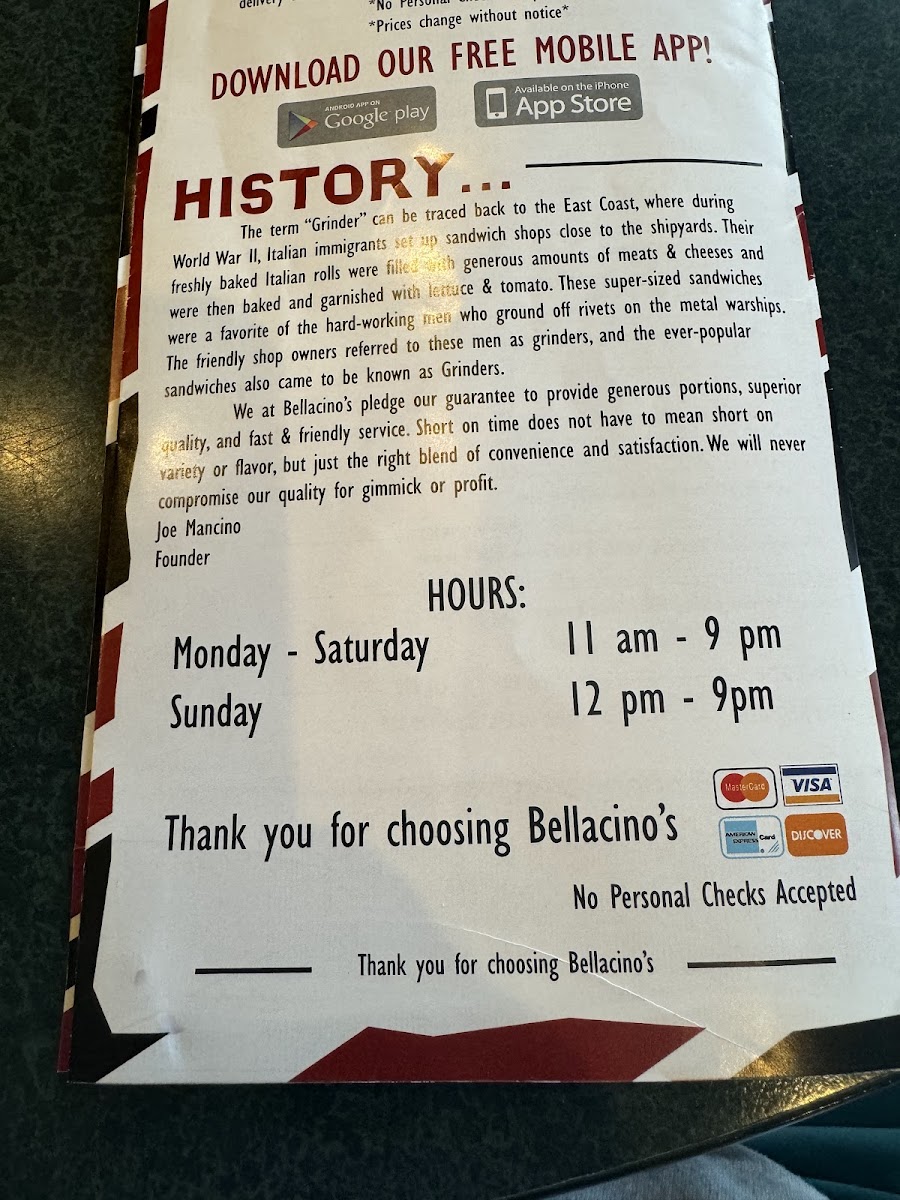 delivery
*No Personal
*Prices change without notice*
DOWNLOAD OUR FREE MOBILE APP!
ANDROID APP ON
Google play
Available on the iPhone
App Store
HISTORY...
The term “Grinder” can be traced back to the East Coast, where during
World War II, Italian immigrants set up sandwich shops close to the shipyards. Their
freshly baked Italian rolls were filled with generous amounts of meats & cheeses and
were then baked and garnished with lettuce & tomato. These super-sized sandwiches
were a favorite of the hard-working men who ground off rivets on the metal warships.
The friendly shop owners referred to these men as grinders, and the ever-popular
sandwiches also came to be known as Grinders.
We at Bellacino’s pledge our guarantee to provide generous portions, superior
quality, and fast & friendly service. Short on time does not have to mean short on
variety or flavor, but just the right blend of convenience and satisfaction. We will never
compromise our quality for gimmick or profit.
Joe Mancino
Founder
HOURS:
Monday - Saturday 11 am - 9 pm
Sunday 12 pm - 9pm
MasterCard VISA
Thank you for choosing Bellacino’s
AMERICAN EXPRESS Card DISCOVER
No Personal Checks Accepted
Thank you for choosing Bellacino’s